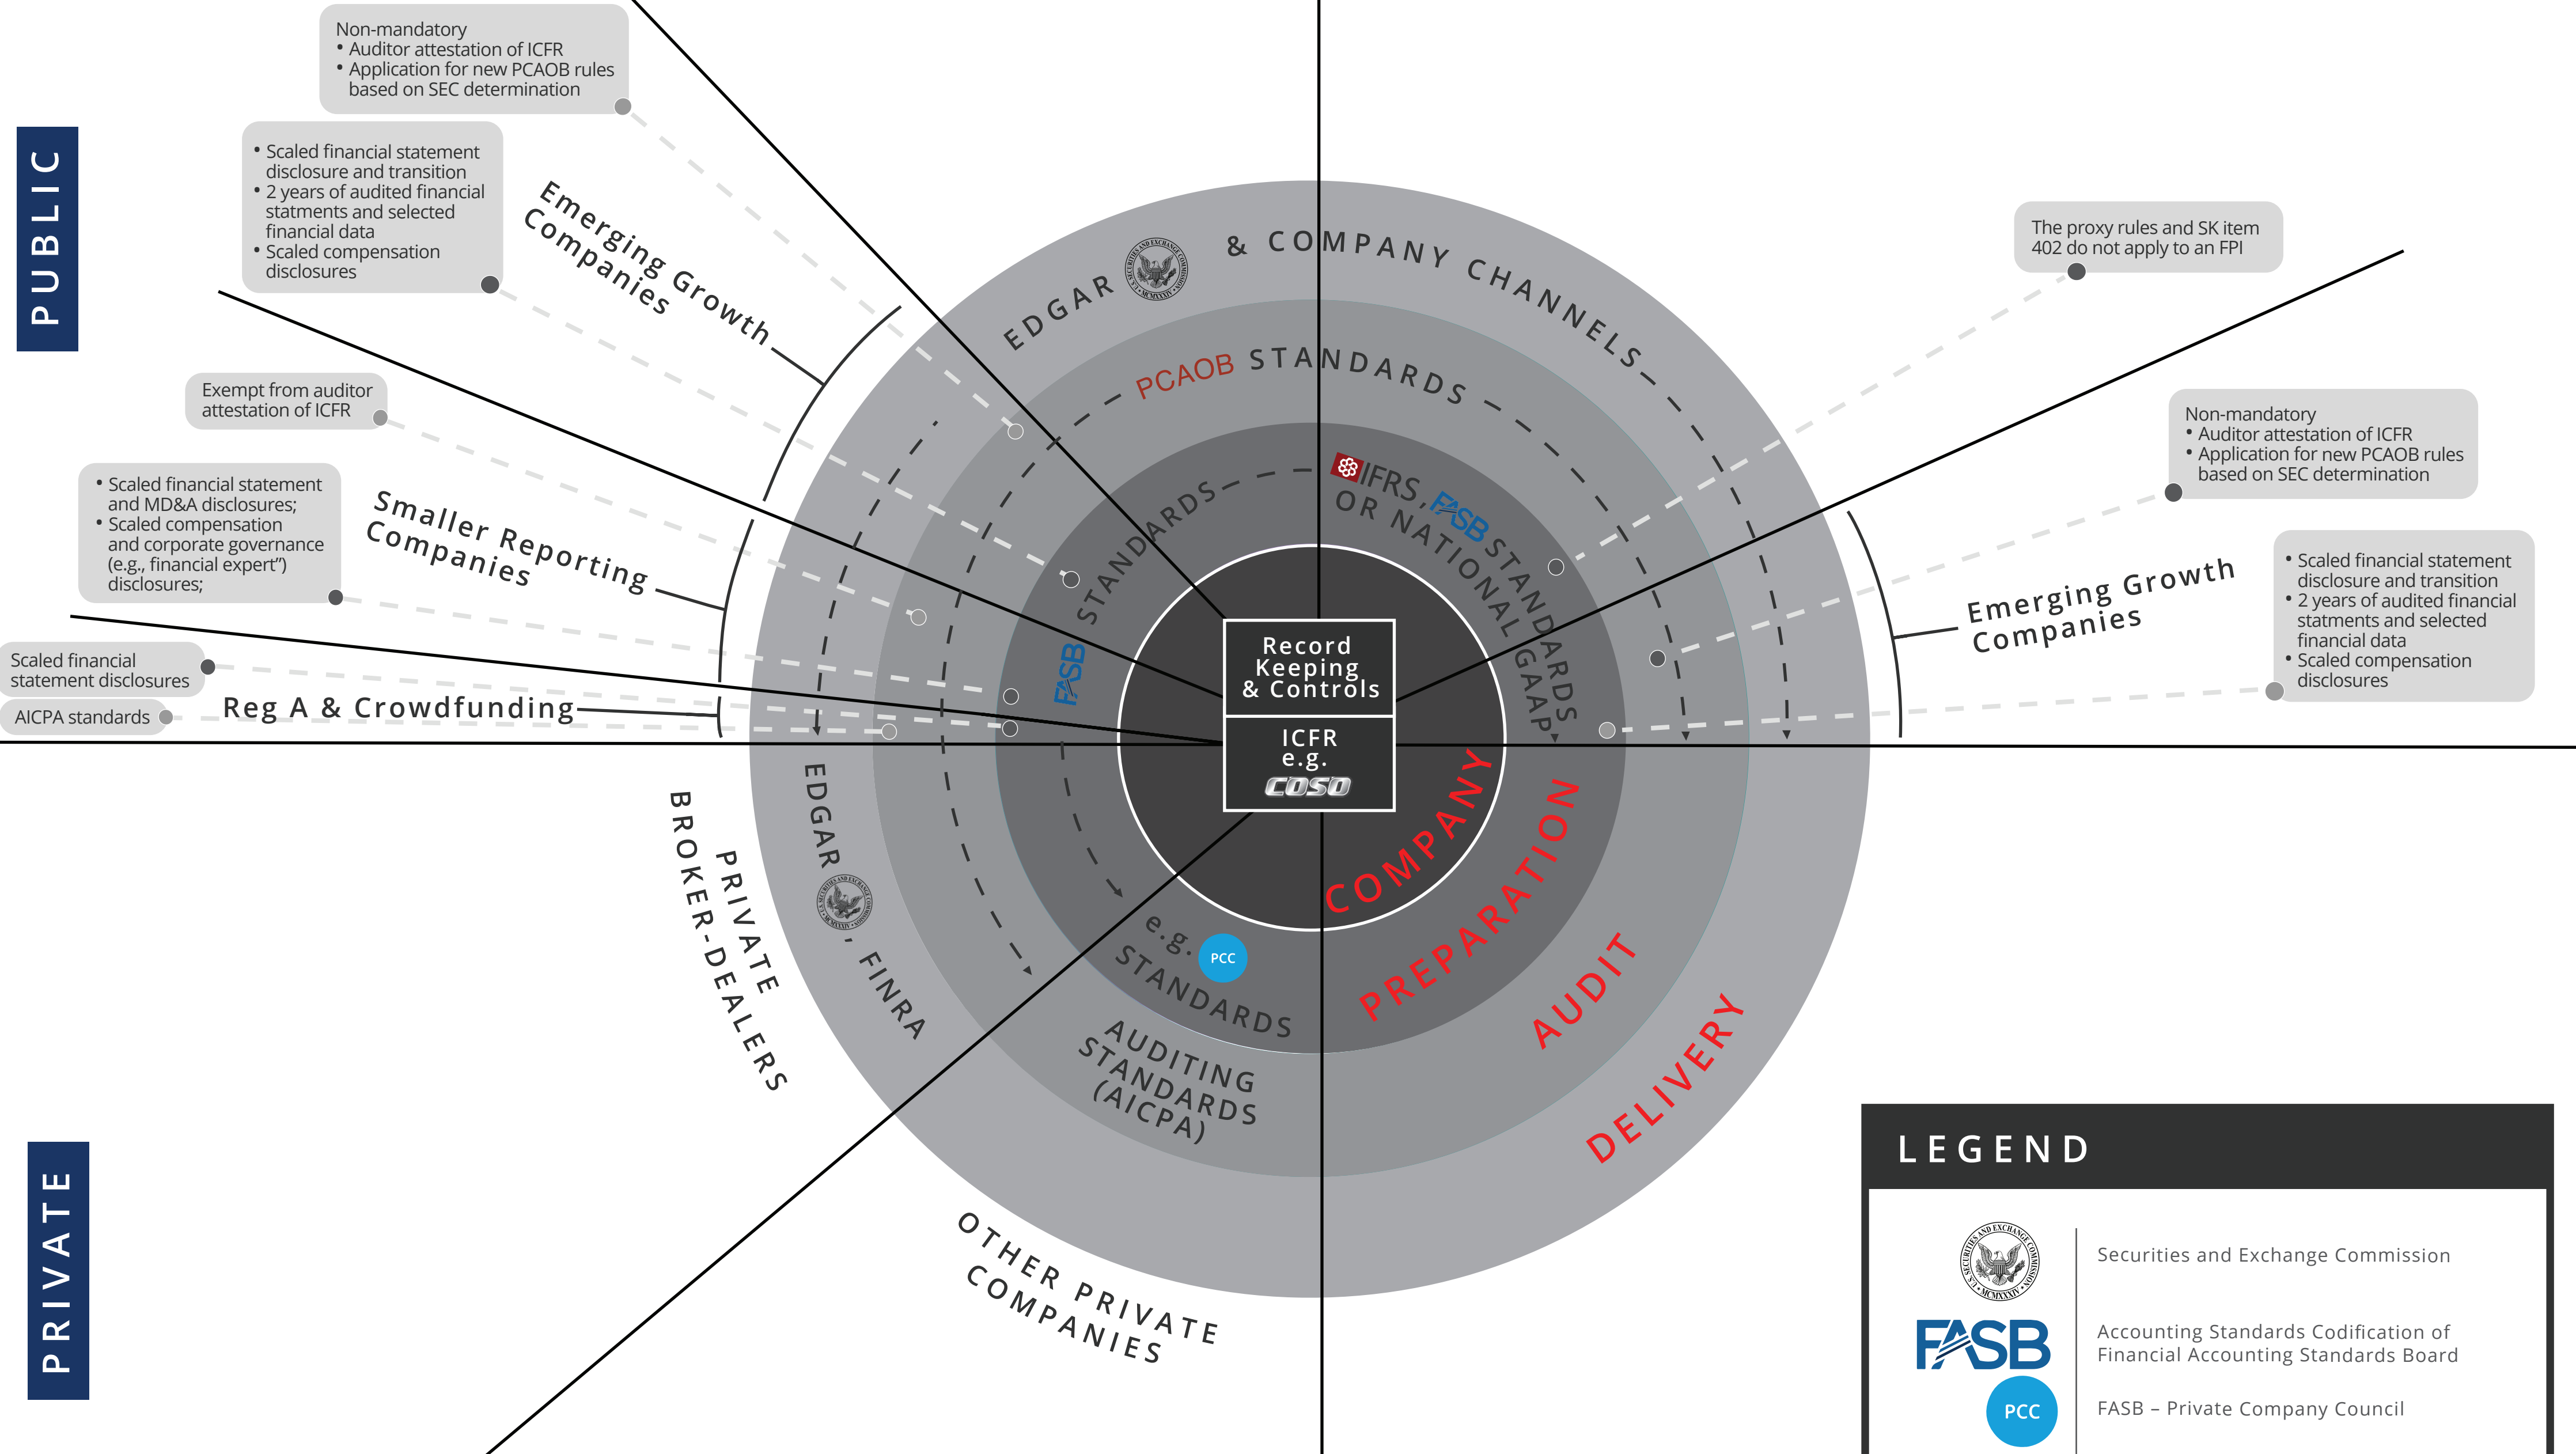 PUBLIC
Non-mandatory
• Auditor attestation of ICFR
• Application for new PCAOB rules
based on SEC determination
• Scaled financial statement
disclosure and transition
• 2 years of audited financial
statments and selected
financial data
• Scaled compensation
disclosures
Emerging Growth
Companies
Exempt from auditor
attestation of ICFR
• Scaled financial statement
and MD&A disclosures;
• Scaled compensation
and corporate governance
(e.g., financial expert”)
disclosures;
Smaller Reporting
Companies
Scaled financial
statement disclosures
AICPA standards
Reg A & Crowdfunding
EDGAR & COMPANY CHANNELS
PCAOB STANDARDS
FASB STANDARDS
IFRS, FASB STANDARDS
OR NATIONAL GAAP
The proxy rules and SK item
402 do not apply to an FPI
Non-mandatory
• Auditor attestation of ICFR
• Application for new PCAOB rules
based on SEC determination
Emerging Growth
Companies
• Scaled financial statement
disclosure and transition
• 2 years of audited financial
statments and selected
financial data
• Scaled compensation
disclosures
Record
Keeping
& Controls
ICFR
e.g.
COSO
COMPANY
PREPARATION
AUDIT
DELIVERY
PRIVATE
EDGAR , FINRA
PRIVATE
BROKER-DEALERS
e.g. PCC
STANDARDS
AUDITING
STANDARDS
(AICPA)
OTHER PRIVATE
COMPANIES
LEGEND
U.S. SECURITIES AND EXCHANGE COMMISSION
MCMXXXIV
Securities and Exchange Commission
FASB
Accounting Standards Codification of
Financial Accounting Standards Board
PCC
FASB – Private Company Council